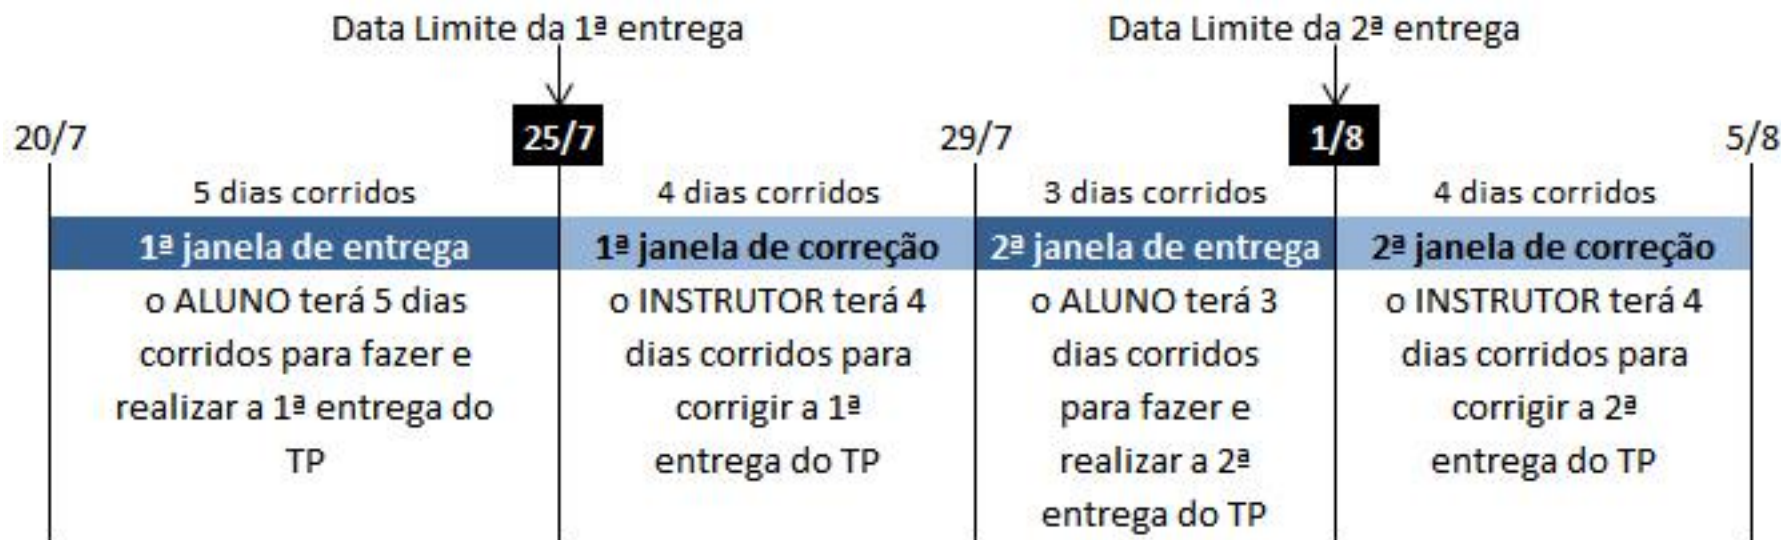 Data Limite da 1ª entrega
Data Limite da 2ª entrega
20/7
25/7
29/7
1/8
5/8
5 dias corridos
4 dias corridos
3 dias corridos
4 dias corridos
1ª janela de entrega
1ª janela de correção
2ª janela de entrega
2ª janela de correção
o ALUNO terá 5 dias
corridos para fazer e
realizar a 1ª entrega do
TP
o INSTRUTOR terá 4
dias corridos para
corrigir a 1ª
entrega do TP
o ALUNO terá 3
dias corridos
para fazer e
realizar a 2ª
entrega do TP
o INSTRUTOR terá 4
dias corridos para
corrigir a 2ª
entrega do TP